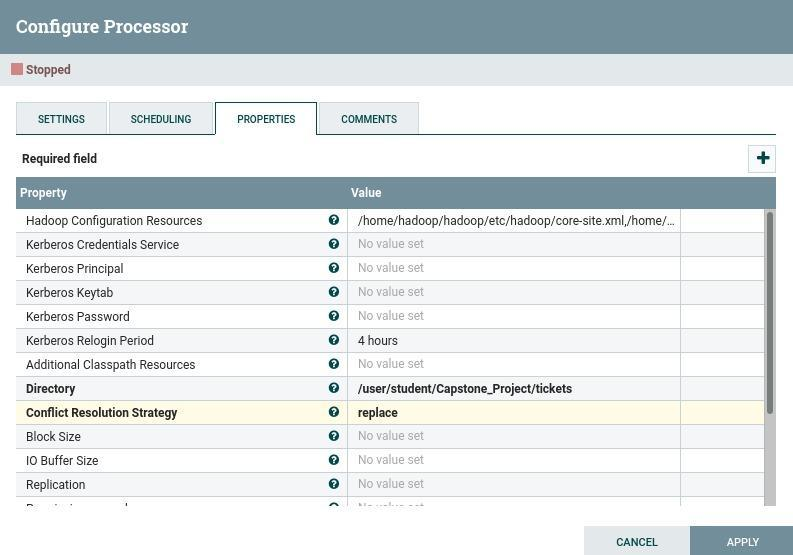 Configure Processor
Stopped
SETTINGS SCHEDULING PROPERTIES COMMENTS
Required field
Property Value
Hadoop Configuration Resources /home/hadoop/hadoop/etc/hadoop/core-site.xml,/home/...
Kerberos Credentials Service No value set
Kerberos Principal No value set
Kerberos Keytab No value set
Kerberos Password No value set
Kerberos Relogin Period 4 hours
Additional Classpath Resources No value set
Directory /user/student/Capstone_Project/tickets
Conflict Resolution Strategy replace
Block Size No value set
IO Buffer Size No value set
Replication No value set
No value set
CANCEL APPLY